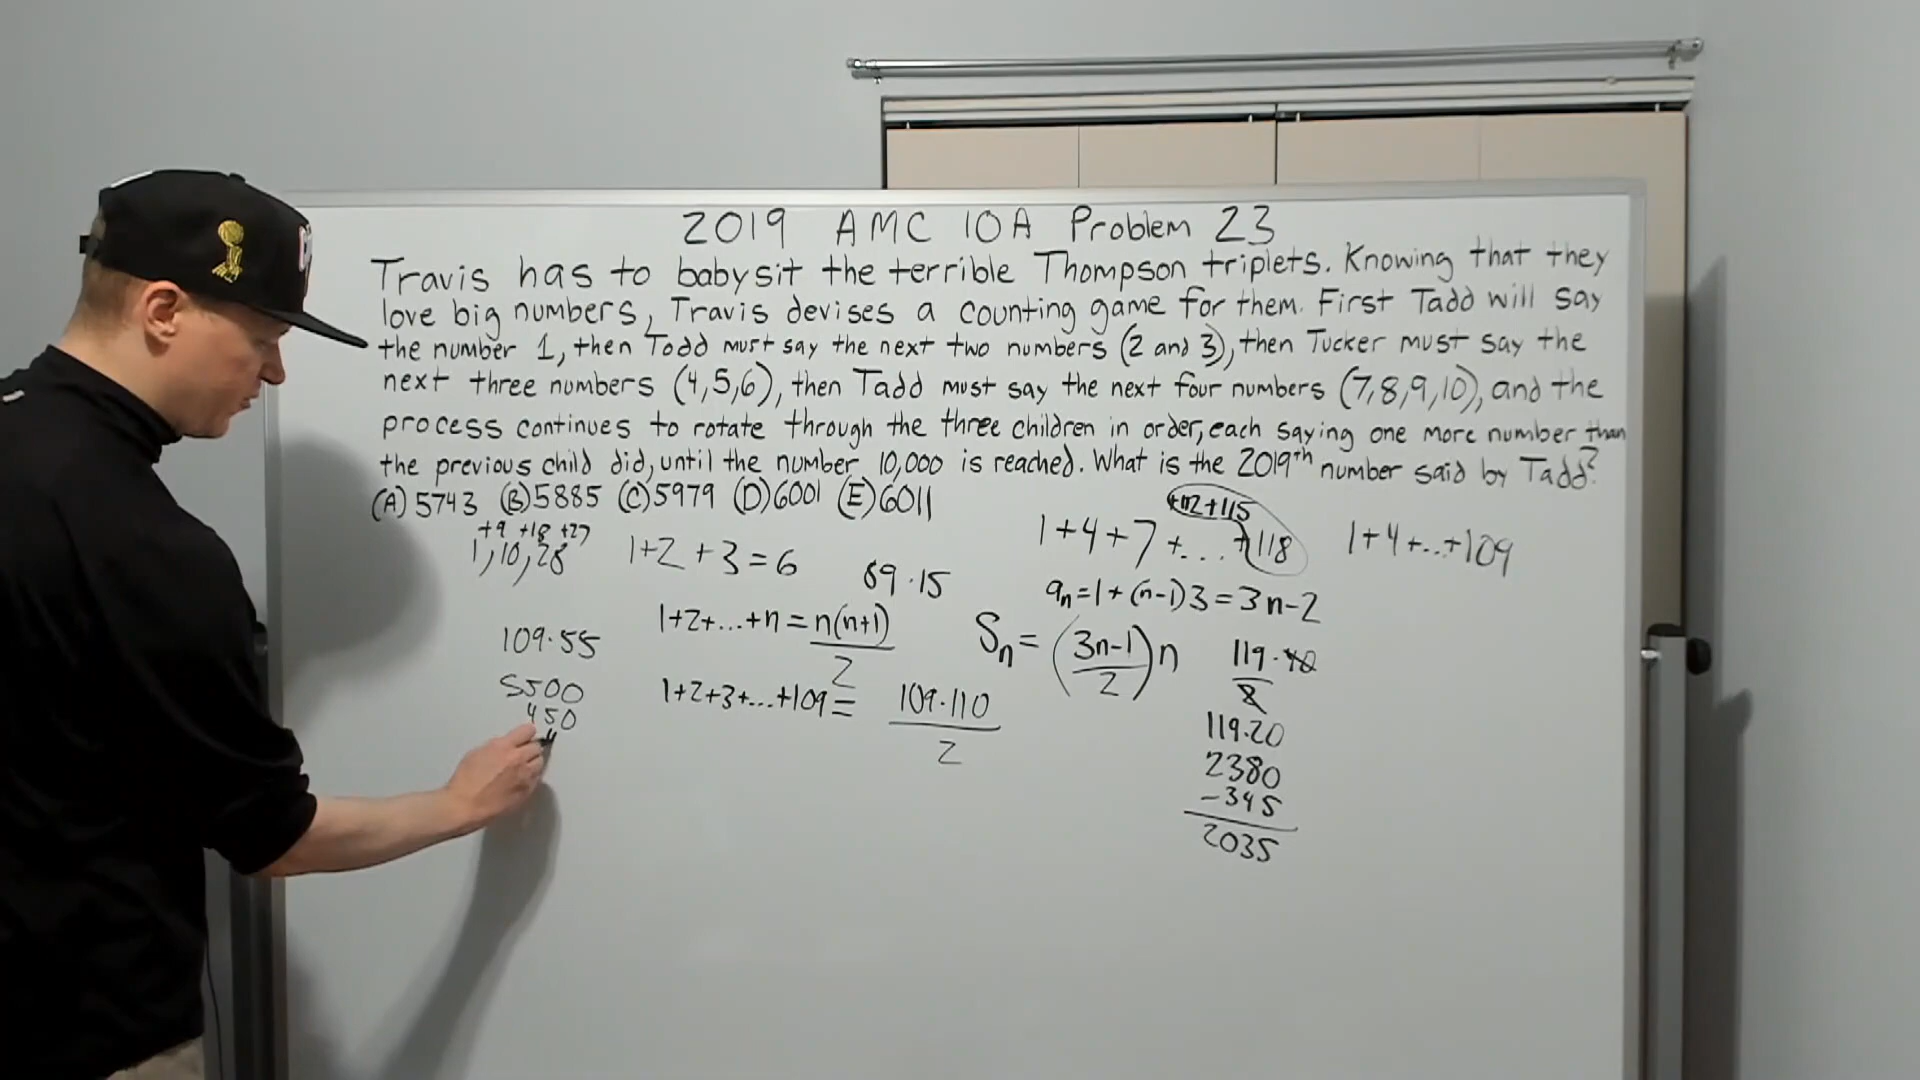 2019 AMC 10A Problem 23
Travis has to babysit the terrible Thompson triplets. Knowing that they
love big numbers, Travis devises a counting game for them. First Tadd will say
the number 1, then Todd must say the next two numbers (2 and 3), then Tucker must say the
next three numbers (4,5,6), then Tadd must say the next four numbers (7,8,9,10), and the
process continues to rotate through the three children in order, each saying one more number than
the previous child did, until the number 10,000 is reached. What is the 2019th number said by Tadd?
(A) 5743 (B) 5885 (C) 5979 (D) 6001 (E) 6011
+9 +18 +27
1, 10, 28
1+2+3=6
89·15
+112+115
1+4+7+...+118
1+4+...+109
an=1+(n-1)3=3n-2
109·55
5500
450
1+2+...+n = n(n+1)
2
1+2+3+...+109 = 109·110
2
Sn = (3n-1)n
2
119·40
2
119·20
2380
-345
2035